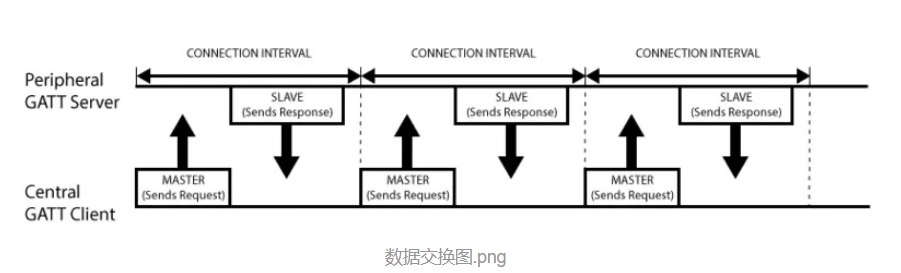 CONNECTION INTERVAL
CONNECTION INTERVAL
CONNECTION INTERVAL
Peripheral
GATT Server
SLAVE
(Sends Response)
SLAVE
(Sends Response)
SLAVE
(Sends Response)
MASTER
(Sends Request)
MASTER
(Sends Request)
MASTER
(Sends Request)
Central
GATT Client
数据交换图.png